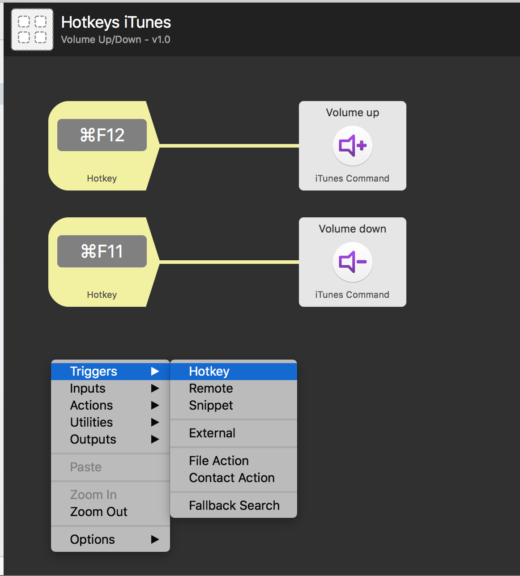 Hotkeys iTunes
Volume Up/Down - v1.0
⌘F12
Hotkey
Volume up
iTunes Command
⌘F11
Hotkey
Volume down
iTunes Command
Triggers
Inputs
Actions
Utilities
Outputs
Paste
Zoom In
Zoom Out
Options
Hotkey
Remote
Snippet
External
File Action
Contact Action
Fallback Search